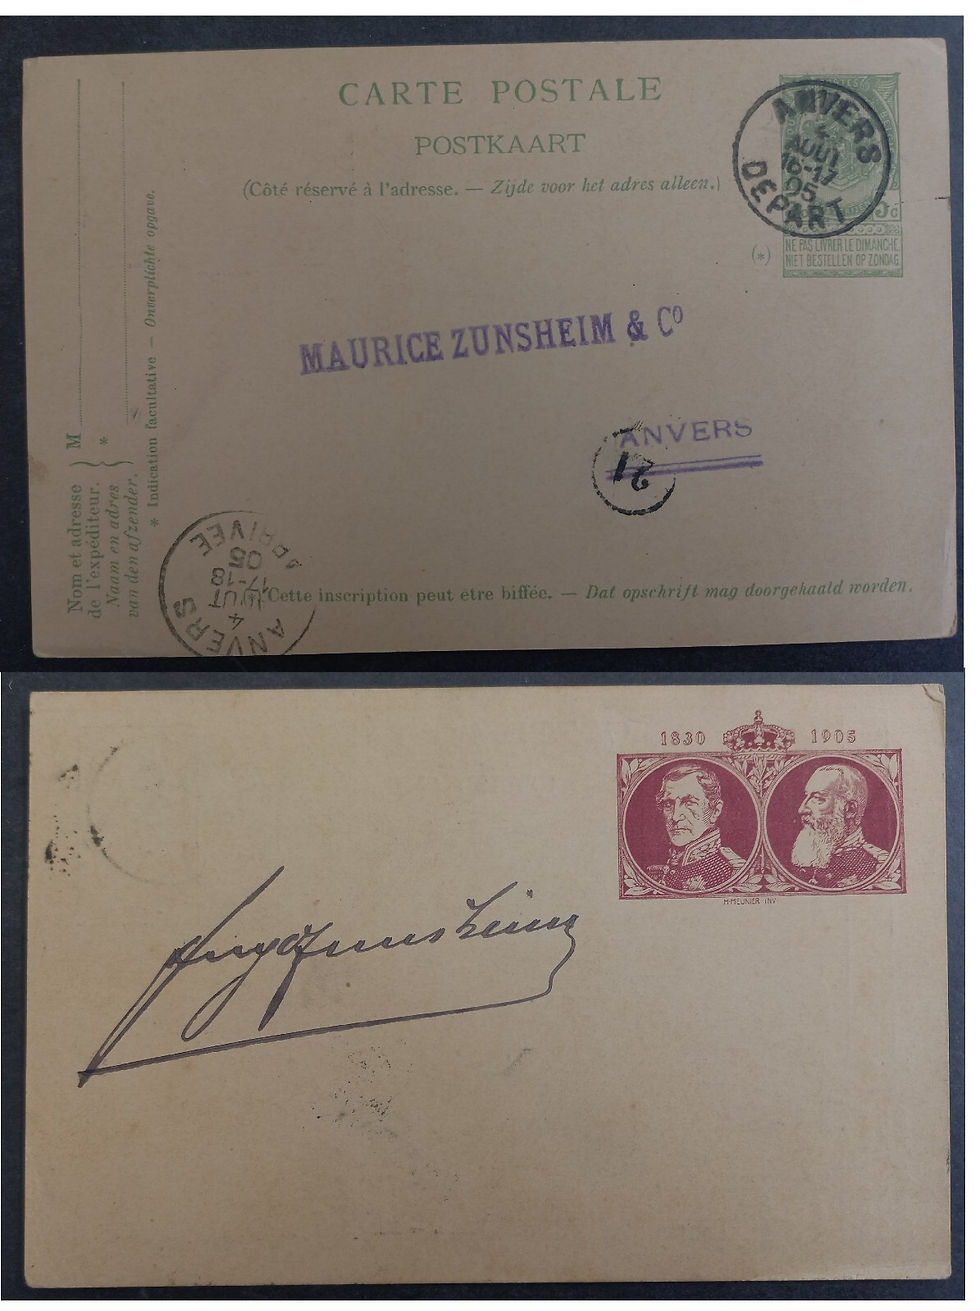 CARTE POSTALE
POSTKAART
(Côté réservé à l'adresse. — Zijde voor het adres alleen.)
ANVERS
AOUT
16-17
05
DEPART
(*)
NE PAS LIVRER LE DIMANCHE.
NIET BESTELLEN OP ZONDAG
MAURICE ZUNSHEIM & Cº
ANVERS
21
Nom et adresse
de l'expéditeur.
Naam en adres
van den afzender.
M
*
* Indication facultative — Onverplichte opgave.
ANVERS
4
17-18
05
Cette inscription peut être biffée. — Dat opschrift mag doorgehaald worden.
1830 1905
H·MEUNIER INV